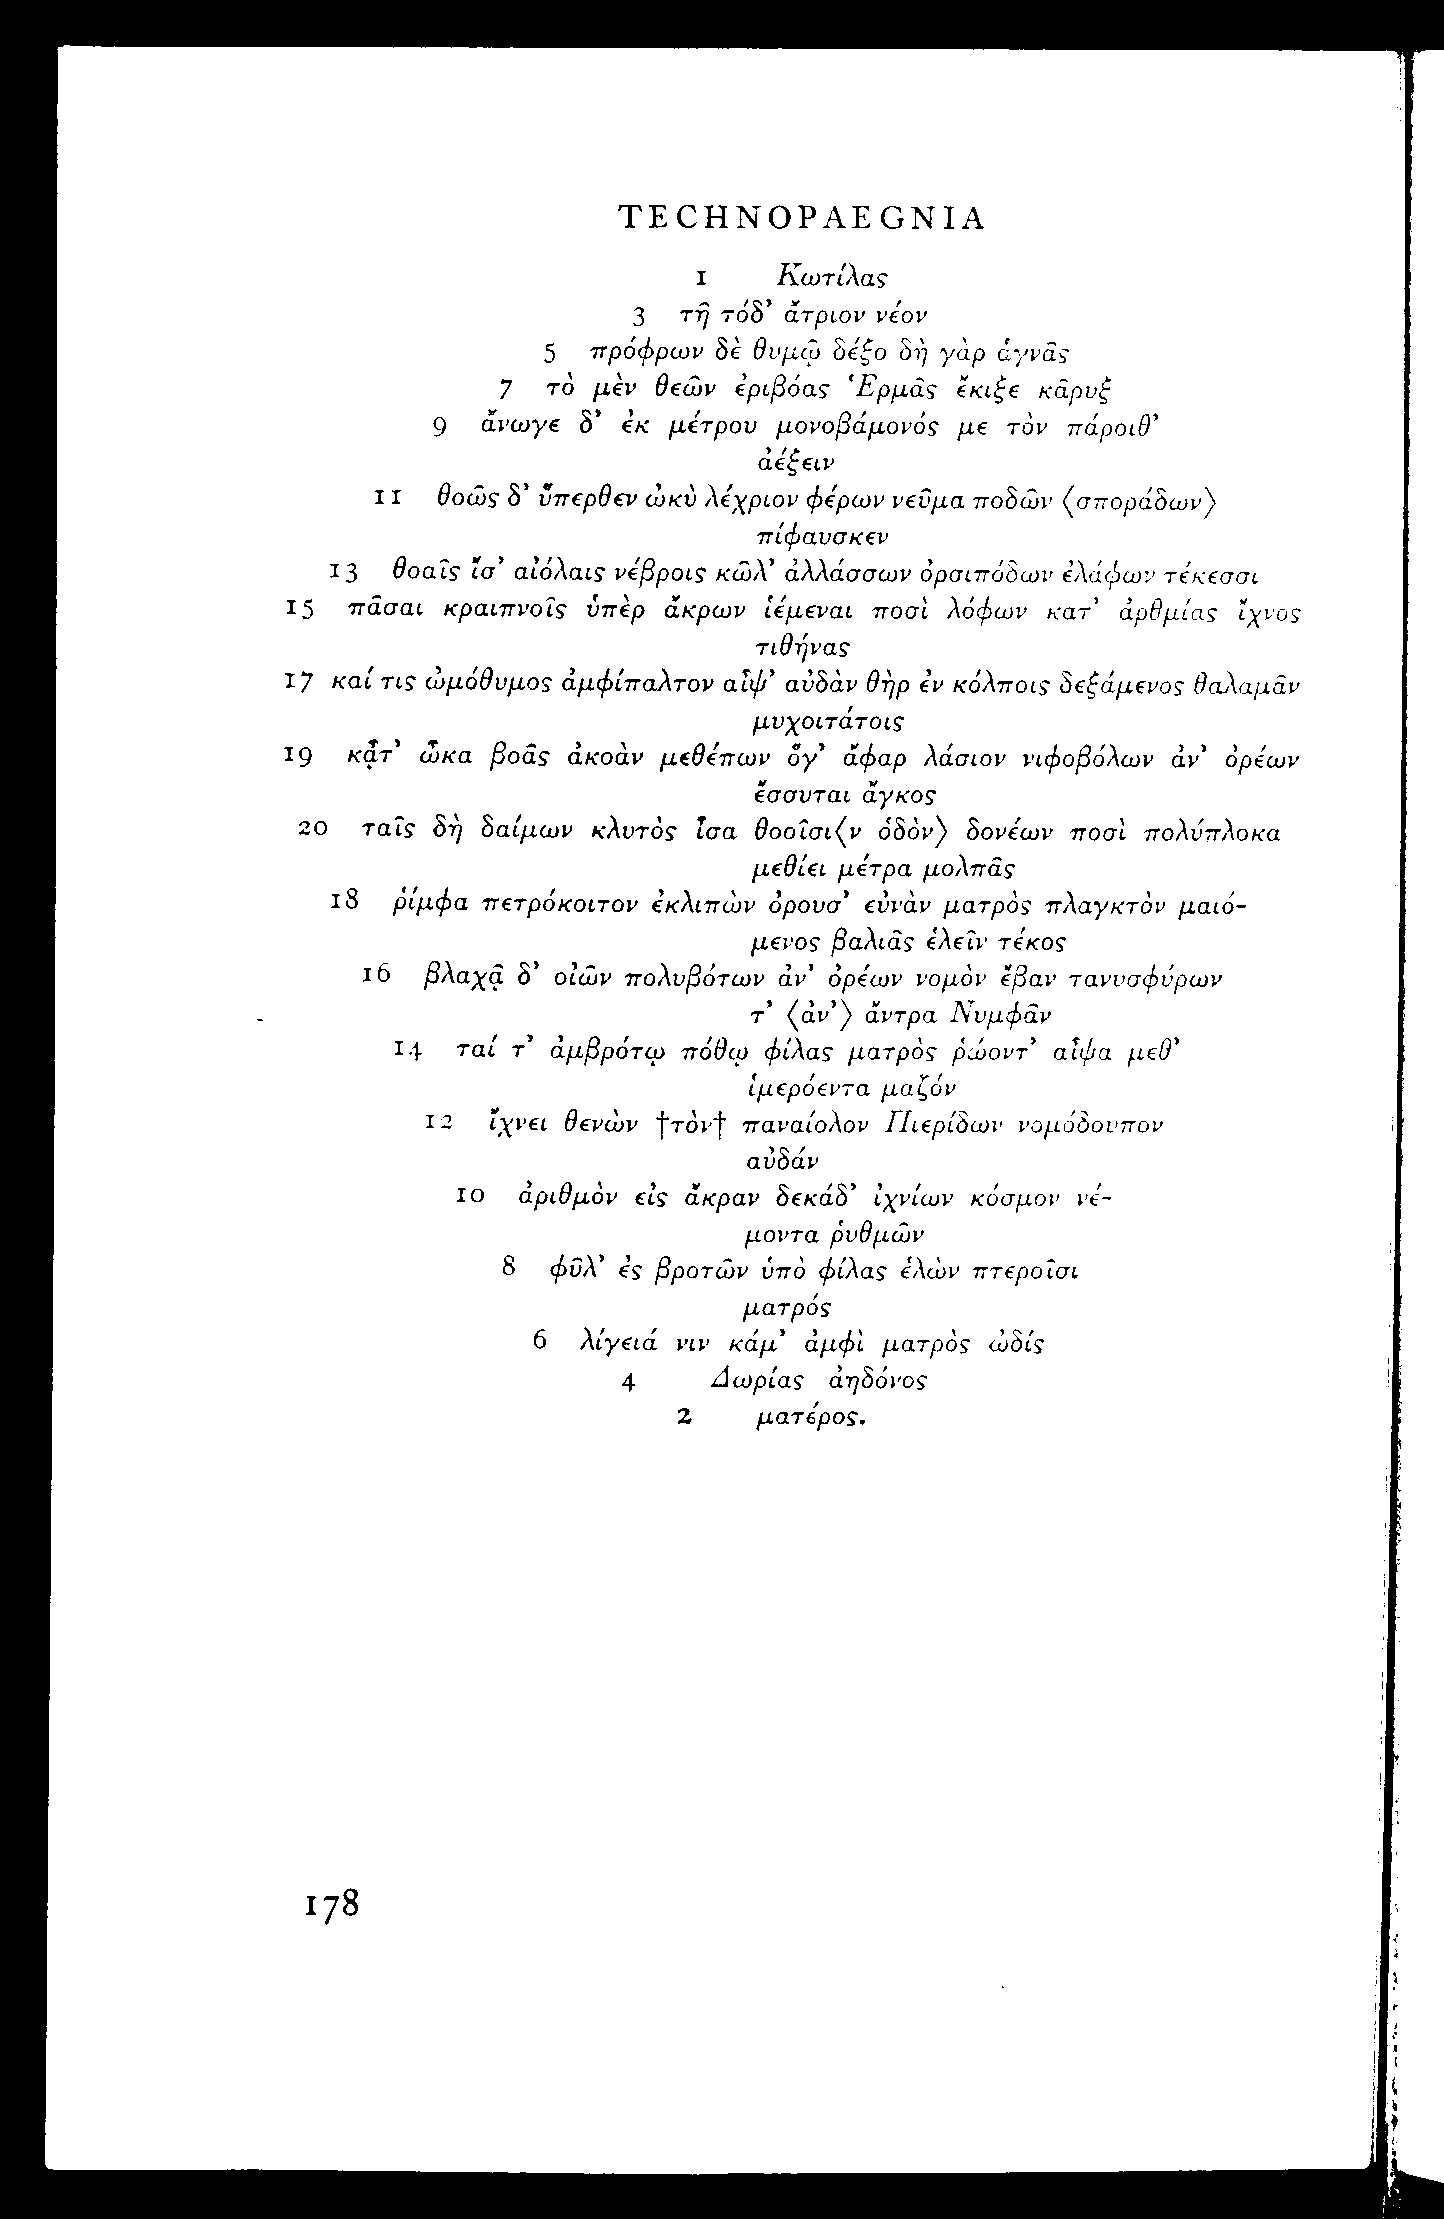 TECHNOPAEGNIA
1 Κωτίλας
3 τῆ τόδ’ ἄτριον νέον
5 πρόφρων δὲ θυμῷ δέξο δὴ γὰρ ἁγνᾶς
7 τὸ μὲν θεῶν ἐριβόας Ἑρμᾶς ἔκιξε κᾶρυξ
9 ἄνωγε δ’ ἐκ μέτρου μονοβάμονός με τὸν πάροιθ’
ἀέξειν
11 θοῶς δ’ ὕπερθεν ὠκὺ λέχριον φέρων νεῦμα ποδῶν ⟨σποράδων⟩
πίφαυσκεν
13 θοαῖς ἴσ’ αἰόλαις νέβροις κῶλ’ ἀλλάσσων ὀρσιπόδων ἐλάφων τέκεσσι
15 πᾶσαι κραιπνοῖς ὑπὲρ ἄκρων ἱέμεναι ποσὶ λόφων κατ’ ἀρθμίας ἴχνος
τιθήνας
17 καί τις ὠμόθυμος ἀμφίπαλτον αἶψ’ αὐδὰν θὴρ ἐν κόλποις δεξάμενος θαλαμᾶν
μυχοιτάτοις
19 κᾆτ’ ὦκα βοᾶς ἀκοὰν μεθέπων ὅγ’ ἄφαρ λάσιον νιφοβόλων ἀν’ ὀρέων
ἔσσυται ἄγκος
20 ταῖς δὴ δαίμων κλυτὸς ἶσα θοοῖσι⟨ν ὁδὸν⟩ δονέων ποσὶ πολύπλοκα
μεθίει μέτρα μολπᾶς
18 ῥίμφα πετρόκοιτον ἐκλιπὼν ὄρουσ’ εὐνὰν ματρὸς πλαγκτὸν μαιό-
μενος βαλιᾶς ἑλεῖν τέκος
16 βλαχᾷ δ’ οἰῶν πολυβότων ἀν’ ὀρέων νομὸν ἔβαν τανυσφύρων
τ’ ⟨ἀν’⟩ ἄντρα Νυμφᾶν
14 ταί τ’ ἀμβρότῳ πόθῳ φίλας ματρὸς ῥώοντ’ αἶψα μεθ’
ἱμερόεντα μαζόν
12 ἴχνει θενὼν †τὸν† παναίολον Πιερίδων νομόδουπον
αὐδάν
10 ἀριθμὸν εἰς ἄκραν δεκάδ’ ἰχνίων κόσμον νέ-
μοντα ῥυθμῶν
8 φῦλ’ ἐς βροτῶν ὑπὸ φίλας ἑλὼν πτεροῖσι
ματρός
6 λίγειά νιν κάμ’ ἀμφὶ ματρὸς ὠδίς
4 Δωρίας ἀηδόνος
2 ματέρος.
178